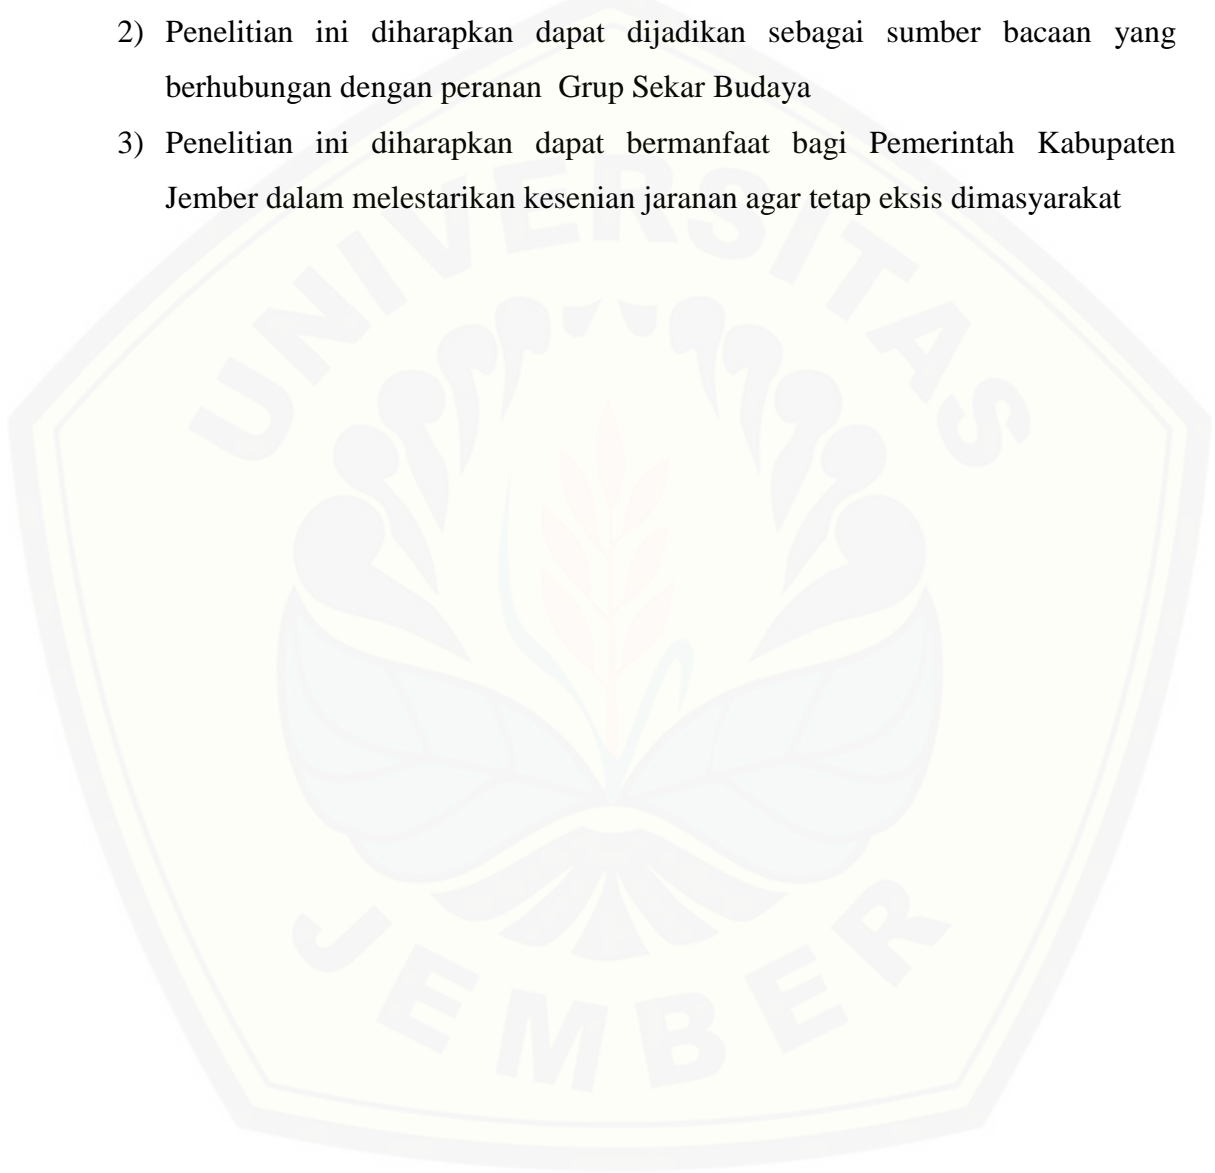 2) Penelitian ini diharapkan dapat dijadikan sebagai sumber bacaan yang
berhubungan dengan peranan Grup Sekar Budaya
3) Penelitian ini diharapkan dapat bermanfaat bagi Pemerintah Kabupaten
Jember dalam melestarikan kesenian jaranan agar tetap eksis dimasyarakat
UNIVERSITAS
JEMBER